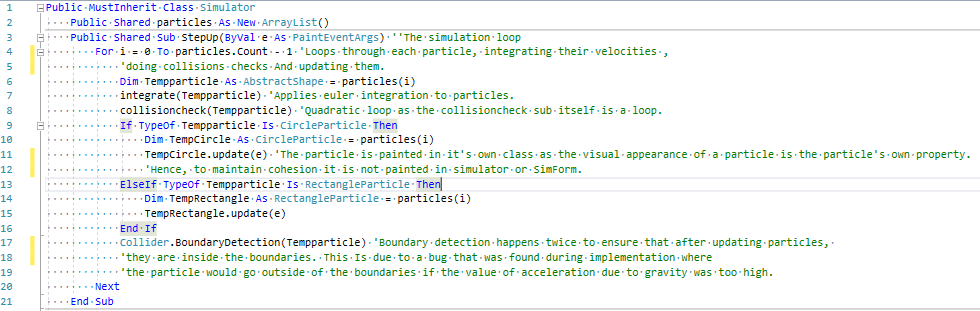 1 Public MustInherit Class Simulator
2 Public Shared particles As New ArrayList()
3 Public Shared Sub StepUp(ByVal e As PaintEventArgs) ''The simulation loop
4 For i = 0 To particles.Count - 1 'Loops through each particle, integrating their velocities ,
5 'doing collisions checks And updating them.
6 Dim Tempparticle As AbstractShape = particles(i)
7 integrate(Tempparticle) 'Applies euler integration to particles.
8 collisioncheck(Tempparticle) 'Quadratic loop as the collisioncheck sub itself is a loop.
9 If TypeOf Tempparticle Is CircleParticle Then
10 Dim TempCircle As CircleParticle = particles(i)
11 TempCircle.update(e) 'The particle is painted in it's own class as the visual appearance of a particle is the particle's own property.
12 'Hence, to maintain cohesion it is not painted in simulator or SimForm.
13 ElseIf TypeOf Tempparticle Is RectangleParticle Then
14 Dim TempRectangle As RectangleParticle = particles(i)
15 TempRectangle.update(e)
16 End If
17 Collider.BoundaryDetection(Tempparticle) 'Boundary detection happens twice to ensure that after updating particles,
18 'they are inside the boundaries. This Is due to a bug that was found during implementation where
19 'the particle would go outside of the boundaries if the value of acceleration due to gravity was too high.
20 Next
21 End Sub